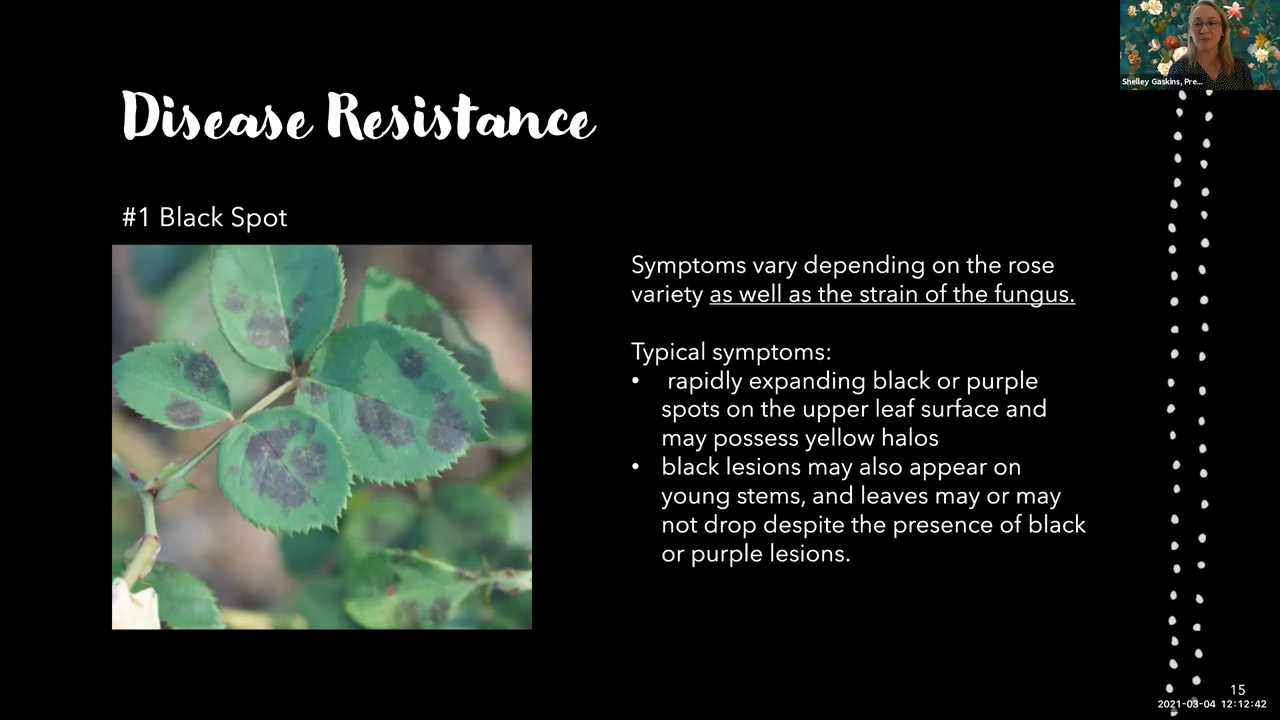 Shelley Gaskins, Pre...
Disease Resistance
#1 Black Spot
Symptoms vary depending on the rose
variety as well as the strain of the fungus.
Typical symptoms:
• rapidly expanding black or purple
spots on the upper leaf surface and
may possess yellow halos
• black lesions may also appear on
young stems, and leaves may or may
not drop despite the presence of black
or purple lesions.
15
2021-03-04 12:12:42